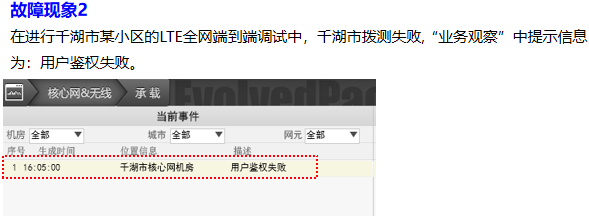 故障现象2
在进行千湖市某小区的LTE全网端到端调试中，千湖市拨测失败,“业务观察”中提示信息
为：用户鉴权失败。
核心网&无线 承 载 EvolvedPac
当前事件
机房 全部 城市 全部 网元 全部
序号 生成时间 位置信息 描述
1 16:05:00 千湖市核心网机房 用户鉴权失败